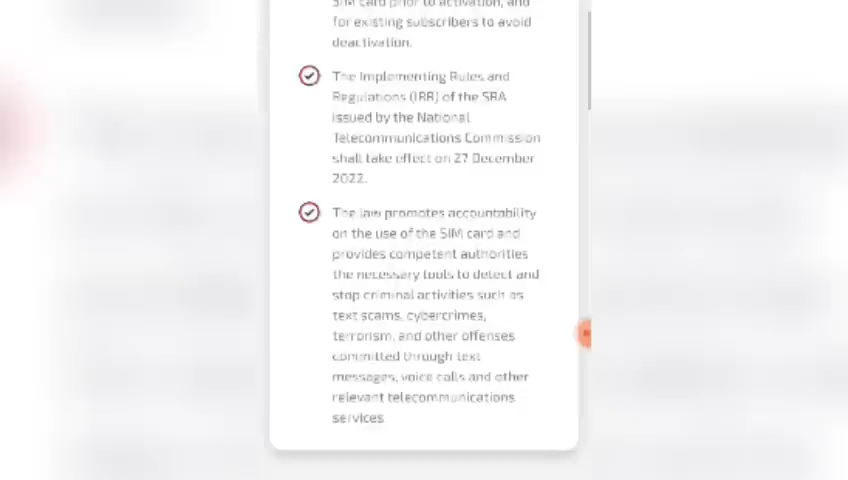 SIM card prior to activation, and
for existing subscribers to avoid
deactivation.
The Implementing Rules and
Regulations (IRR) of the SRA
issued by the National
Telecommunications Commission
shall take effect on 27 December
2022.
The law promotes accountability
on the use of the SIM card and
provides competent authorities
the necessary tools to detect and
stop criminal activities such as
text scams, cybercrimes,
terrorism, and other offenses
committed through text
messages, voice calls and other
relevant telecommunications
services.